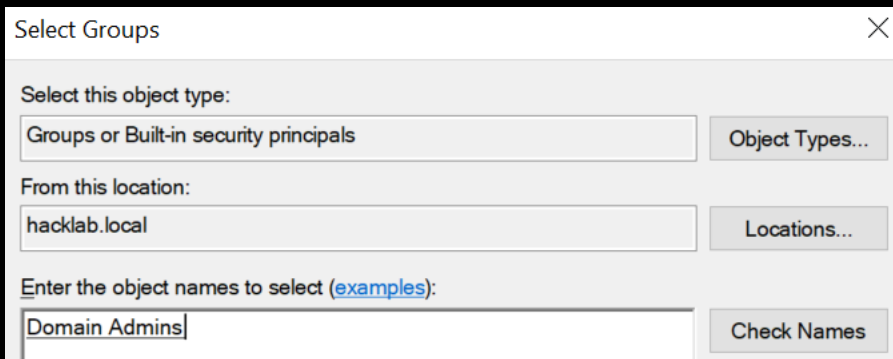 Select Groups
Select this object type:
Groups or Built-in security principals
Object Types...
From this location:
hacklab.local
Locations...
Enter the object names to select (examples):
Domain Admins
Check Names